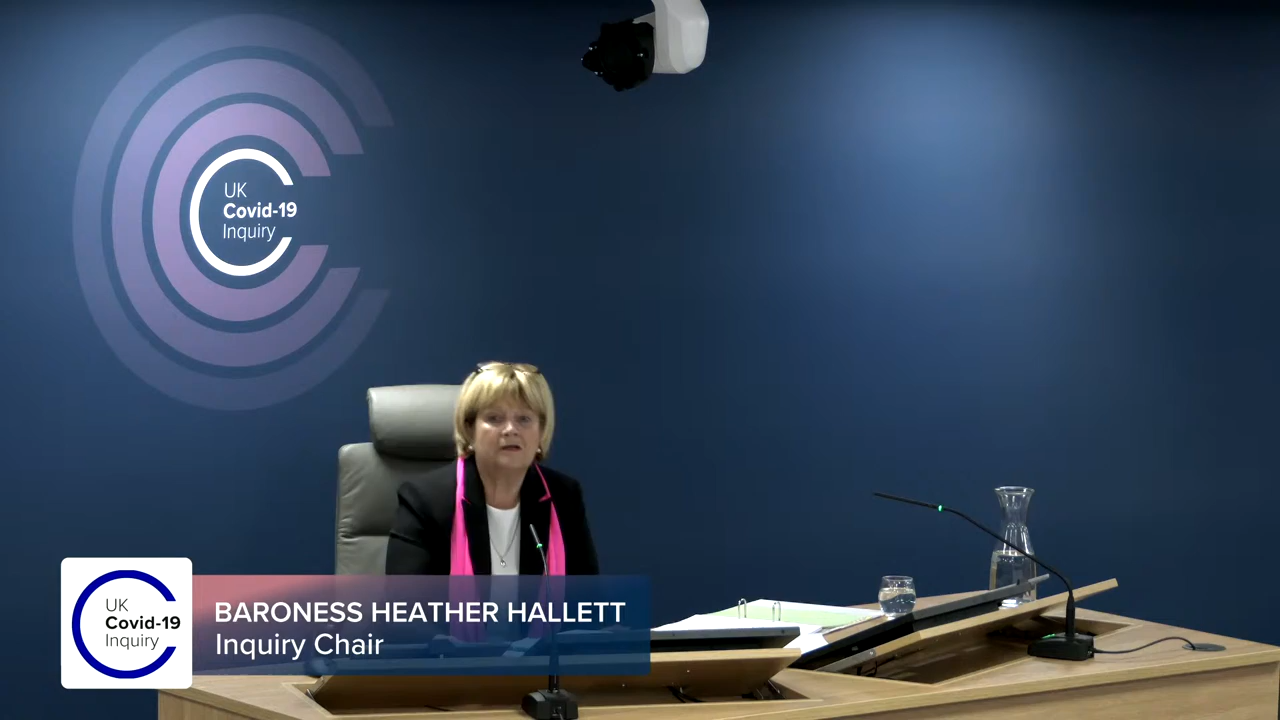 UK
Covid-19
Inquiry
UK
Covid-19
Inquiry
BARONESS HEATHER HALLETT
Inquiry Chair